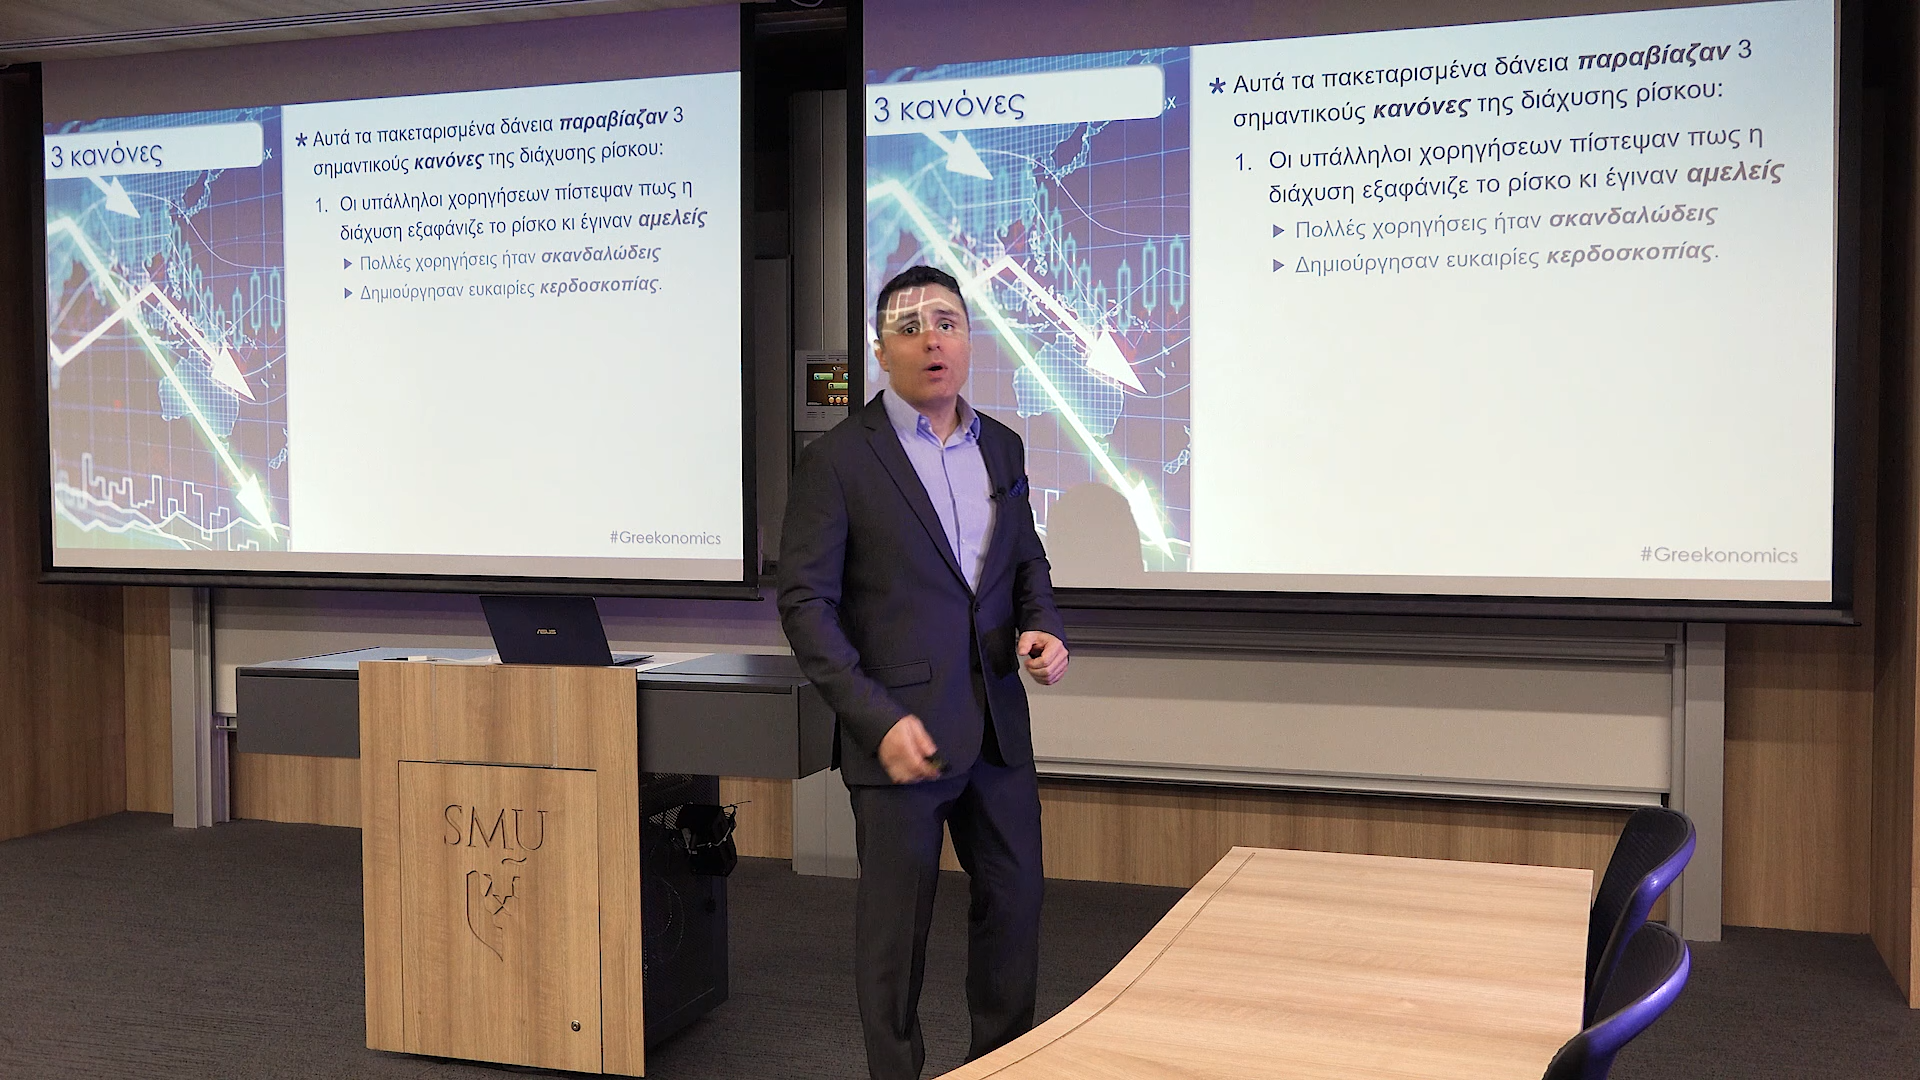 3 κανόνες
* Αυτά τα πακεταρισμένα δάνεια παραβίαζαν 3
σημαντικούς κανόνες της διάχυσης ρίσκου:
1. Οι υπάλληλοι χορηγήσεων πίστεψαν πως η
διάχυση εξαφάνιζε το ρίσκο κι έγιναν αμελείς
Πολλές χορηγήσεις ήταν σκανδαλώδεις
Δημιούργησαν ευκαιρίες κερδοσκοπίας.
#Greekonomics
3 κανόνες
* Αυτά τα πακεταρισμένα δάνεια παραβίαζαν 3
σημαντικούς κανόνες της διάχυσης ρίσκου:
1. Οι υπάλληλοι χορηγήσεων πίστεψαν πως η
διάχυση εξαφάνιζε το ρίσκο κι έγιναν αμελείς
Πολλές χορηγήσεις ήταν σκανδαλώδεις
Δημιούργησαν ευκαιρίες κερδοσκοπίας.
#Greekonomics
ASUS
SMU